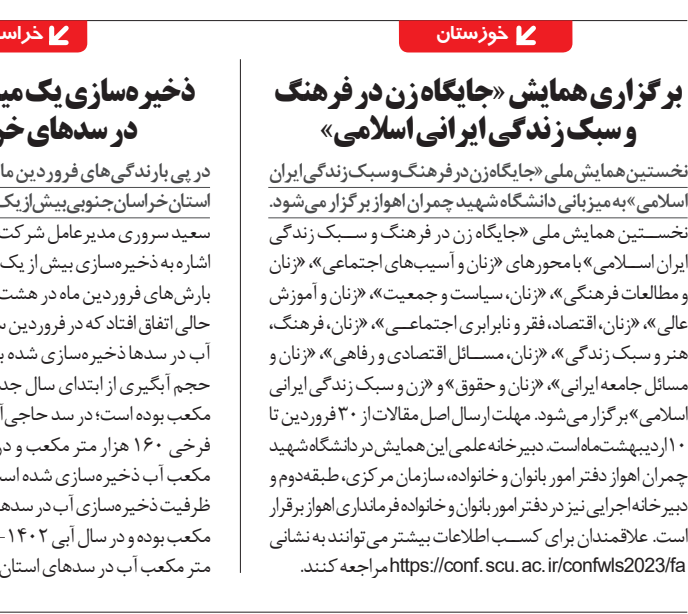 خوزستان
برگزاری همایش «جایگاه زن در فرهنگ
و سبک زندگی ایرانی اسلامی»
نخستین همایش ملی «جایگاه زن در فرهنگ و سبک زندگی ایران
اسلامی» به میزبانی دانشگاه شهید چمران اهواز برگزار می‌شود.
نخستین همایش ملی «جایگاه زن در فرهنگ و سبک زندگی
ایران اسلامی» با محورهای «زنان و آسیب‌های اجتماعی»، «زنان
و مطالعات فرهنگی»، «زنان، سیاست و جمعیت»، «زنان و آموزش
عالی»، «زنان، اقتصاد، فقر و نابرابری اجتماعی»، «زنان، فرهنگ،
هنر و سبک زندگی»، «زنان، مسائل اقتصادی و رفاهی»، «زنان و
مسائل جامعه ایرانی»، «زنان و حقوق» و «زن و سبک زندگی ایرانی
اسلامی» برگزار می‌شود. مهلت ارسال اصل مقالات از ۳۰ فروردین تا
۱۰ اردیبهشت‌ماه است. دبیرخانه علمی این همایش در دانشگاه شهید
چمران اهواز دفتر امور بانوان و خانواده، سازمان مرکزی، طبقه‌دوم و
دبیرخانه اجرایی نیز در دفتر امور بانوان و خانواده فرمانداری اهواز برقرار
است. علاقمندان برای کسب اطلاعات بیشتر می‌توانند به نشانی
https://conf.scu.ac.ir/confwls2023/fa مراجعه کنند.
ذخیره‌سازی یک
در سدهای
در پی بارندگی‌های فروردین
استان خراسان جنوبی بیش از یک
سعید سروری مدیرعامل شرکت
اشاره به ذخیره‌سازی بیش از یک
بارش‌های فروردین ماه در هشت
حالی اتفاق افتاد که در فروردین
آب در سدها ذخیره‌سازی شده
حجم آبگیری از ابتدای سال
مکعب بوده است؛ در سد حاجی
فرخی ۱۶۰ هزار متر مکعب و
مکعب آب ذخیره‌سازی شده
ظرفیت ذخیره‌سازی آب در
مکعب بوده و در سال آبی ۱۴۰۲-
متر مکعب آب در سدهای استان